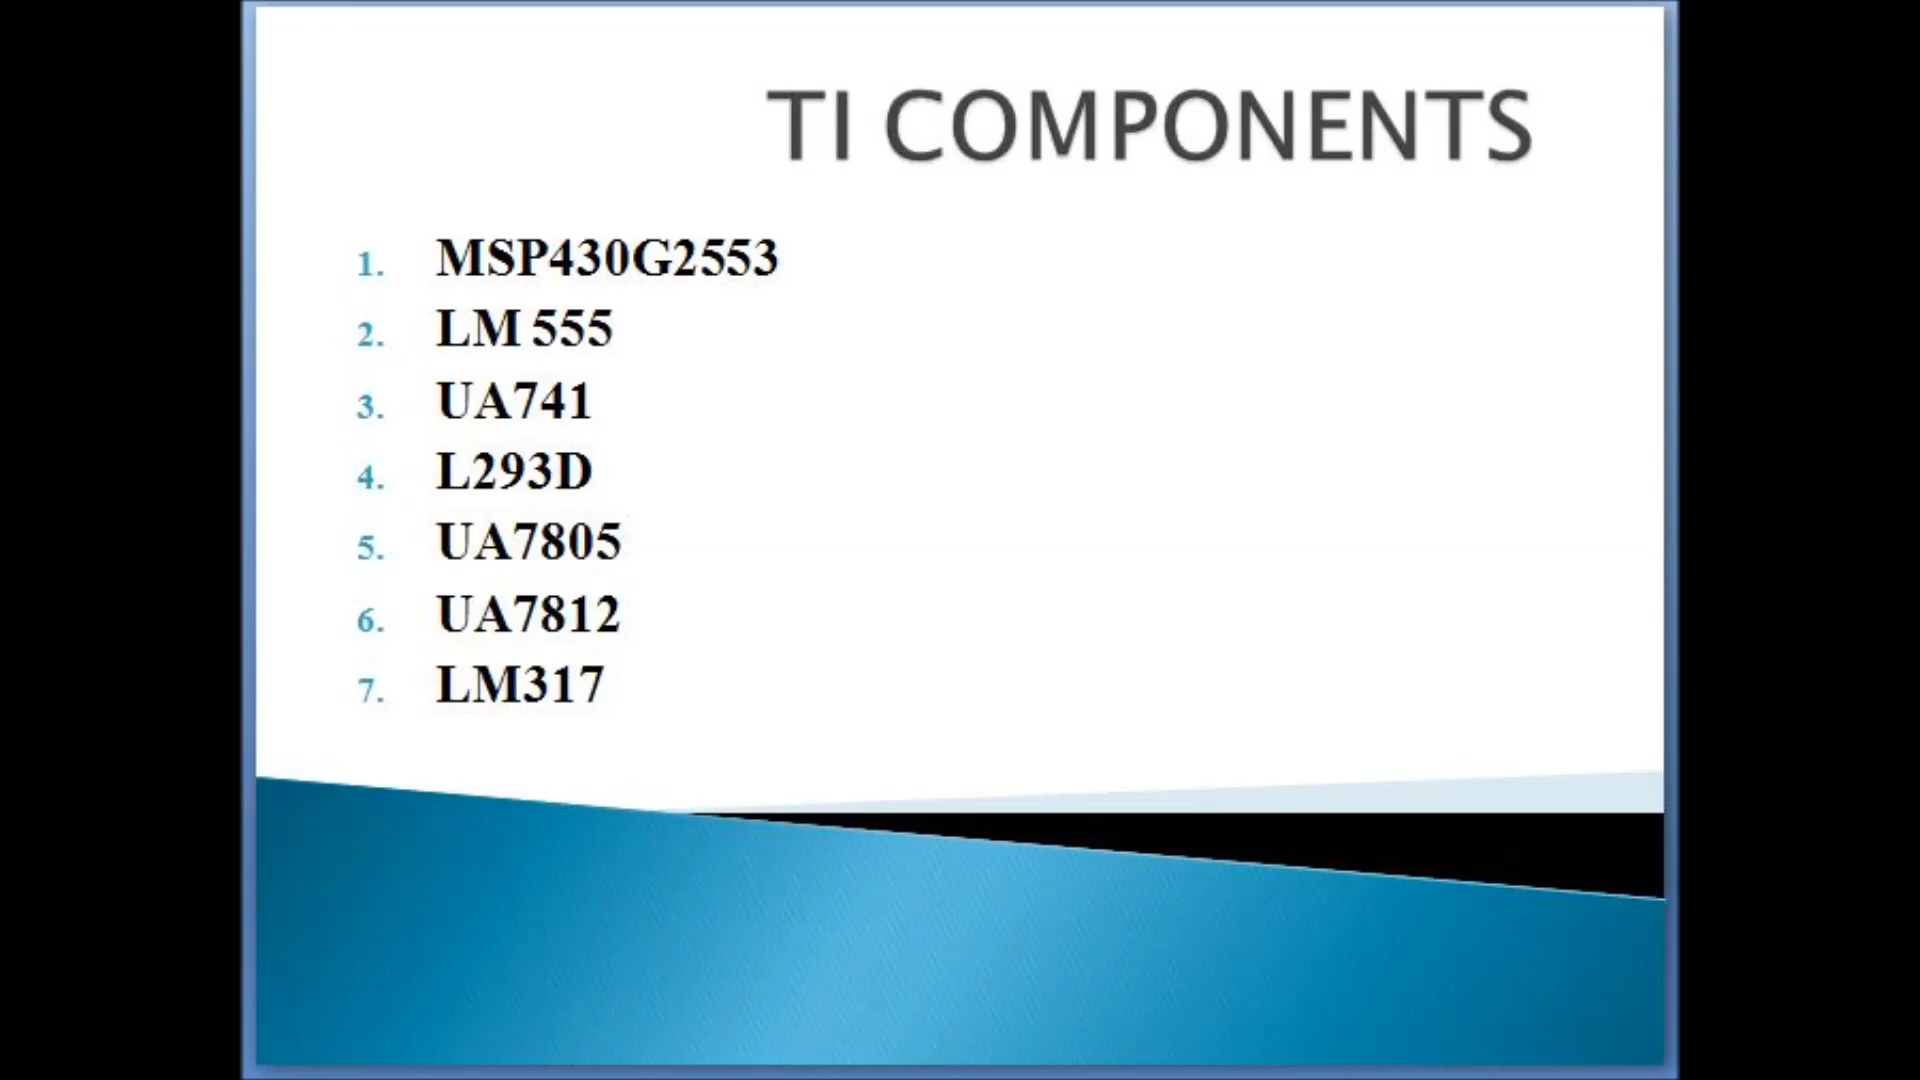 TI COMPONENTS
1. MSP430G2553
2. LM 555
3. UA741
4. L293D
5. UA7805
6. UA7812
7. LM317